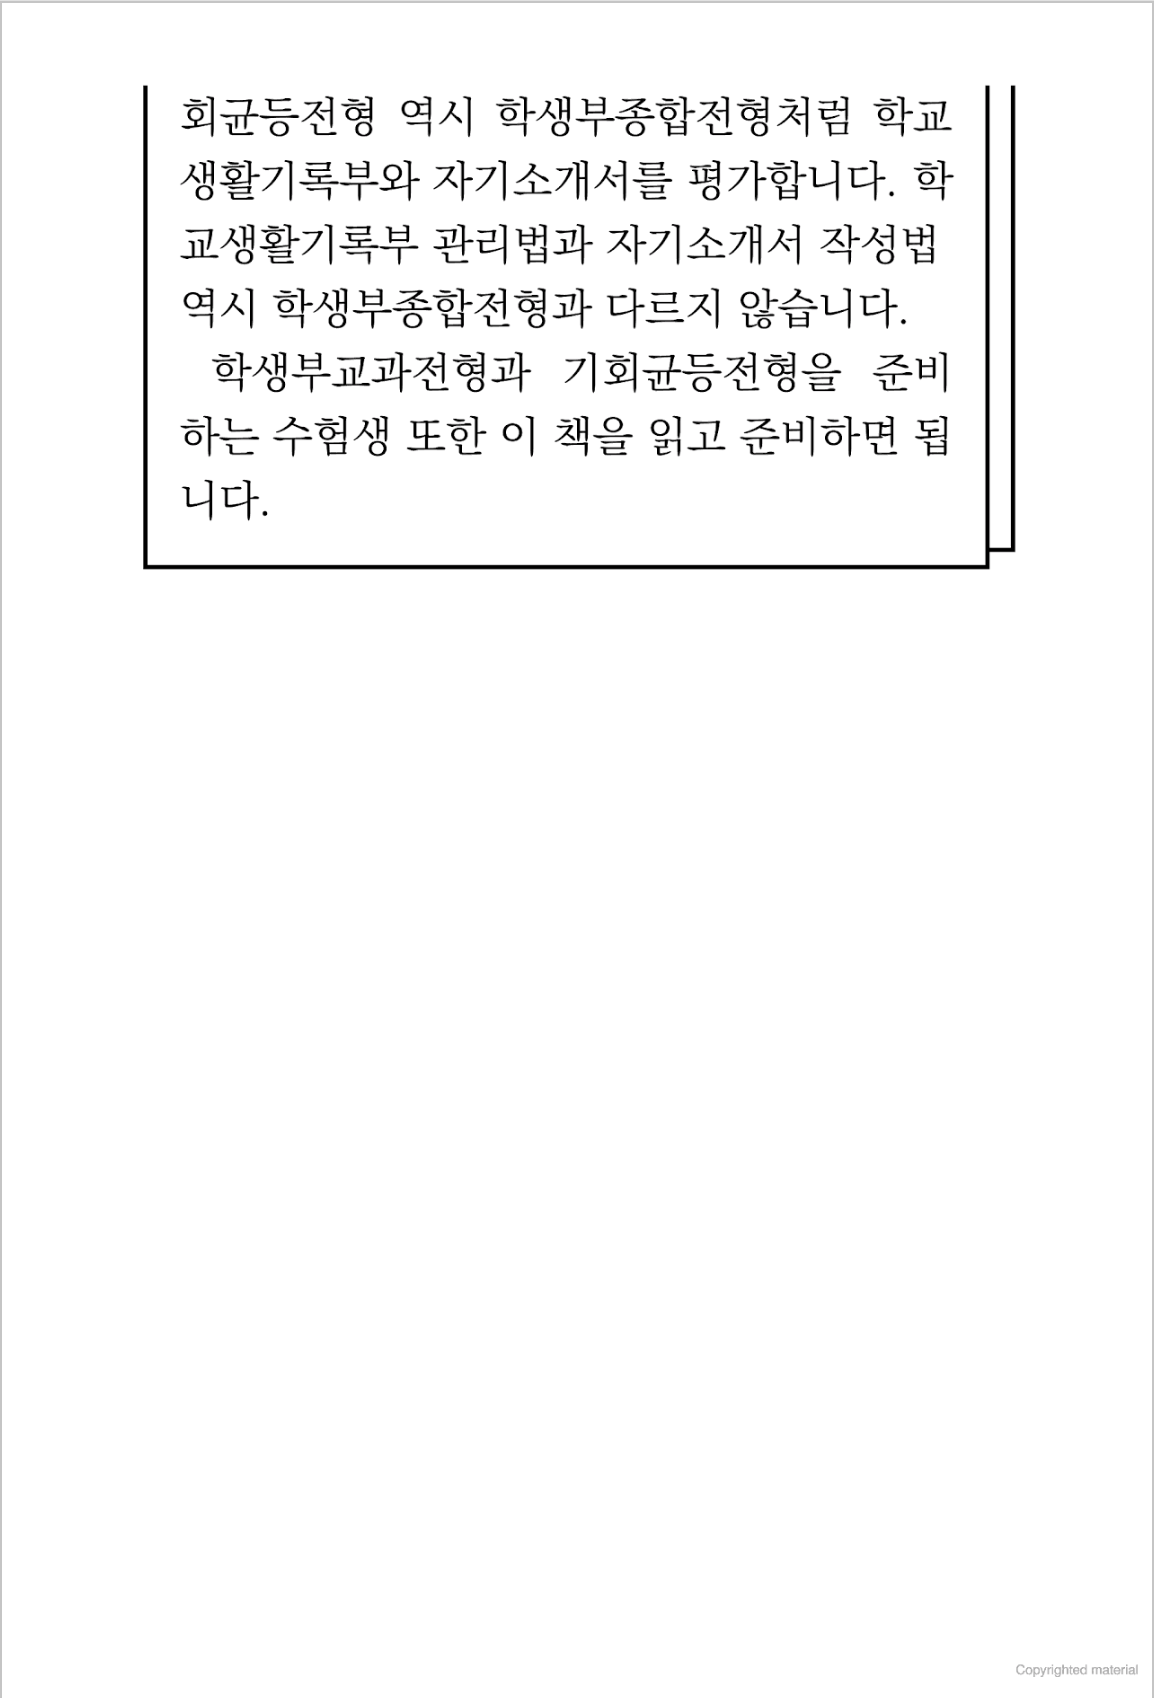 회균등전형 역시 학생부종합전형처럼 학교
생활기록부와 자기소개서를 평가합니다. 학
교생활기록부 관리법과 자기소개서 작성법
역시 학생부종합전형과 다르지 않습니다.
학생부교과전형과 기회균등전형을 준비
하는 수험생 또한 이 책을 읽고 준비하면 됩
니다.
Copyrighted material